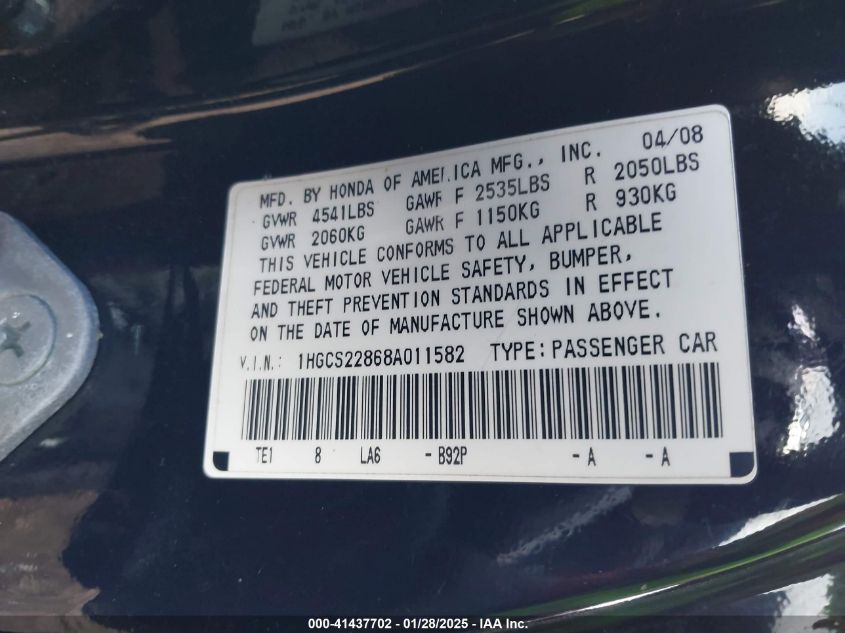 04/08
MFD. BY HONDA OF AMERICA MFG., INC.
GVWR 4541LBS GAWR F 2535LBS R 2050LBS
GVWR 2060KG GAWR F 1150KG R 930KG
THIS VEHICLE CONFORMS TO ALL APPLICABLE
FEDERAL MOTOR VEHICLE SAFETY, BUMPER,
AND THEFT PREVENTION STANDARDS IN EFFECT
ON THE DATE OF MANUFACTURE SHOWN ABOVE.
V.I.N.: 1HGCS22868A011582 TYPE:PASSENGER CAR
TE1 8 LA6 -B92P -A -A
000-41437702 - 01/28/2025 - IAA Inc.